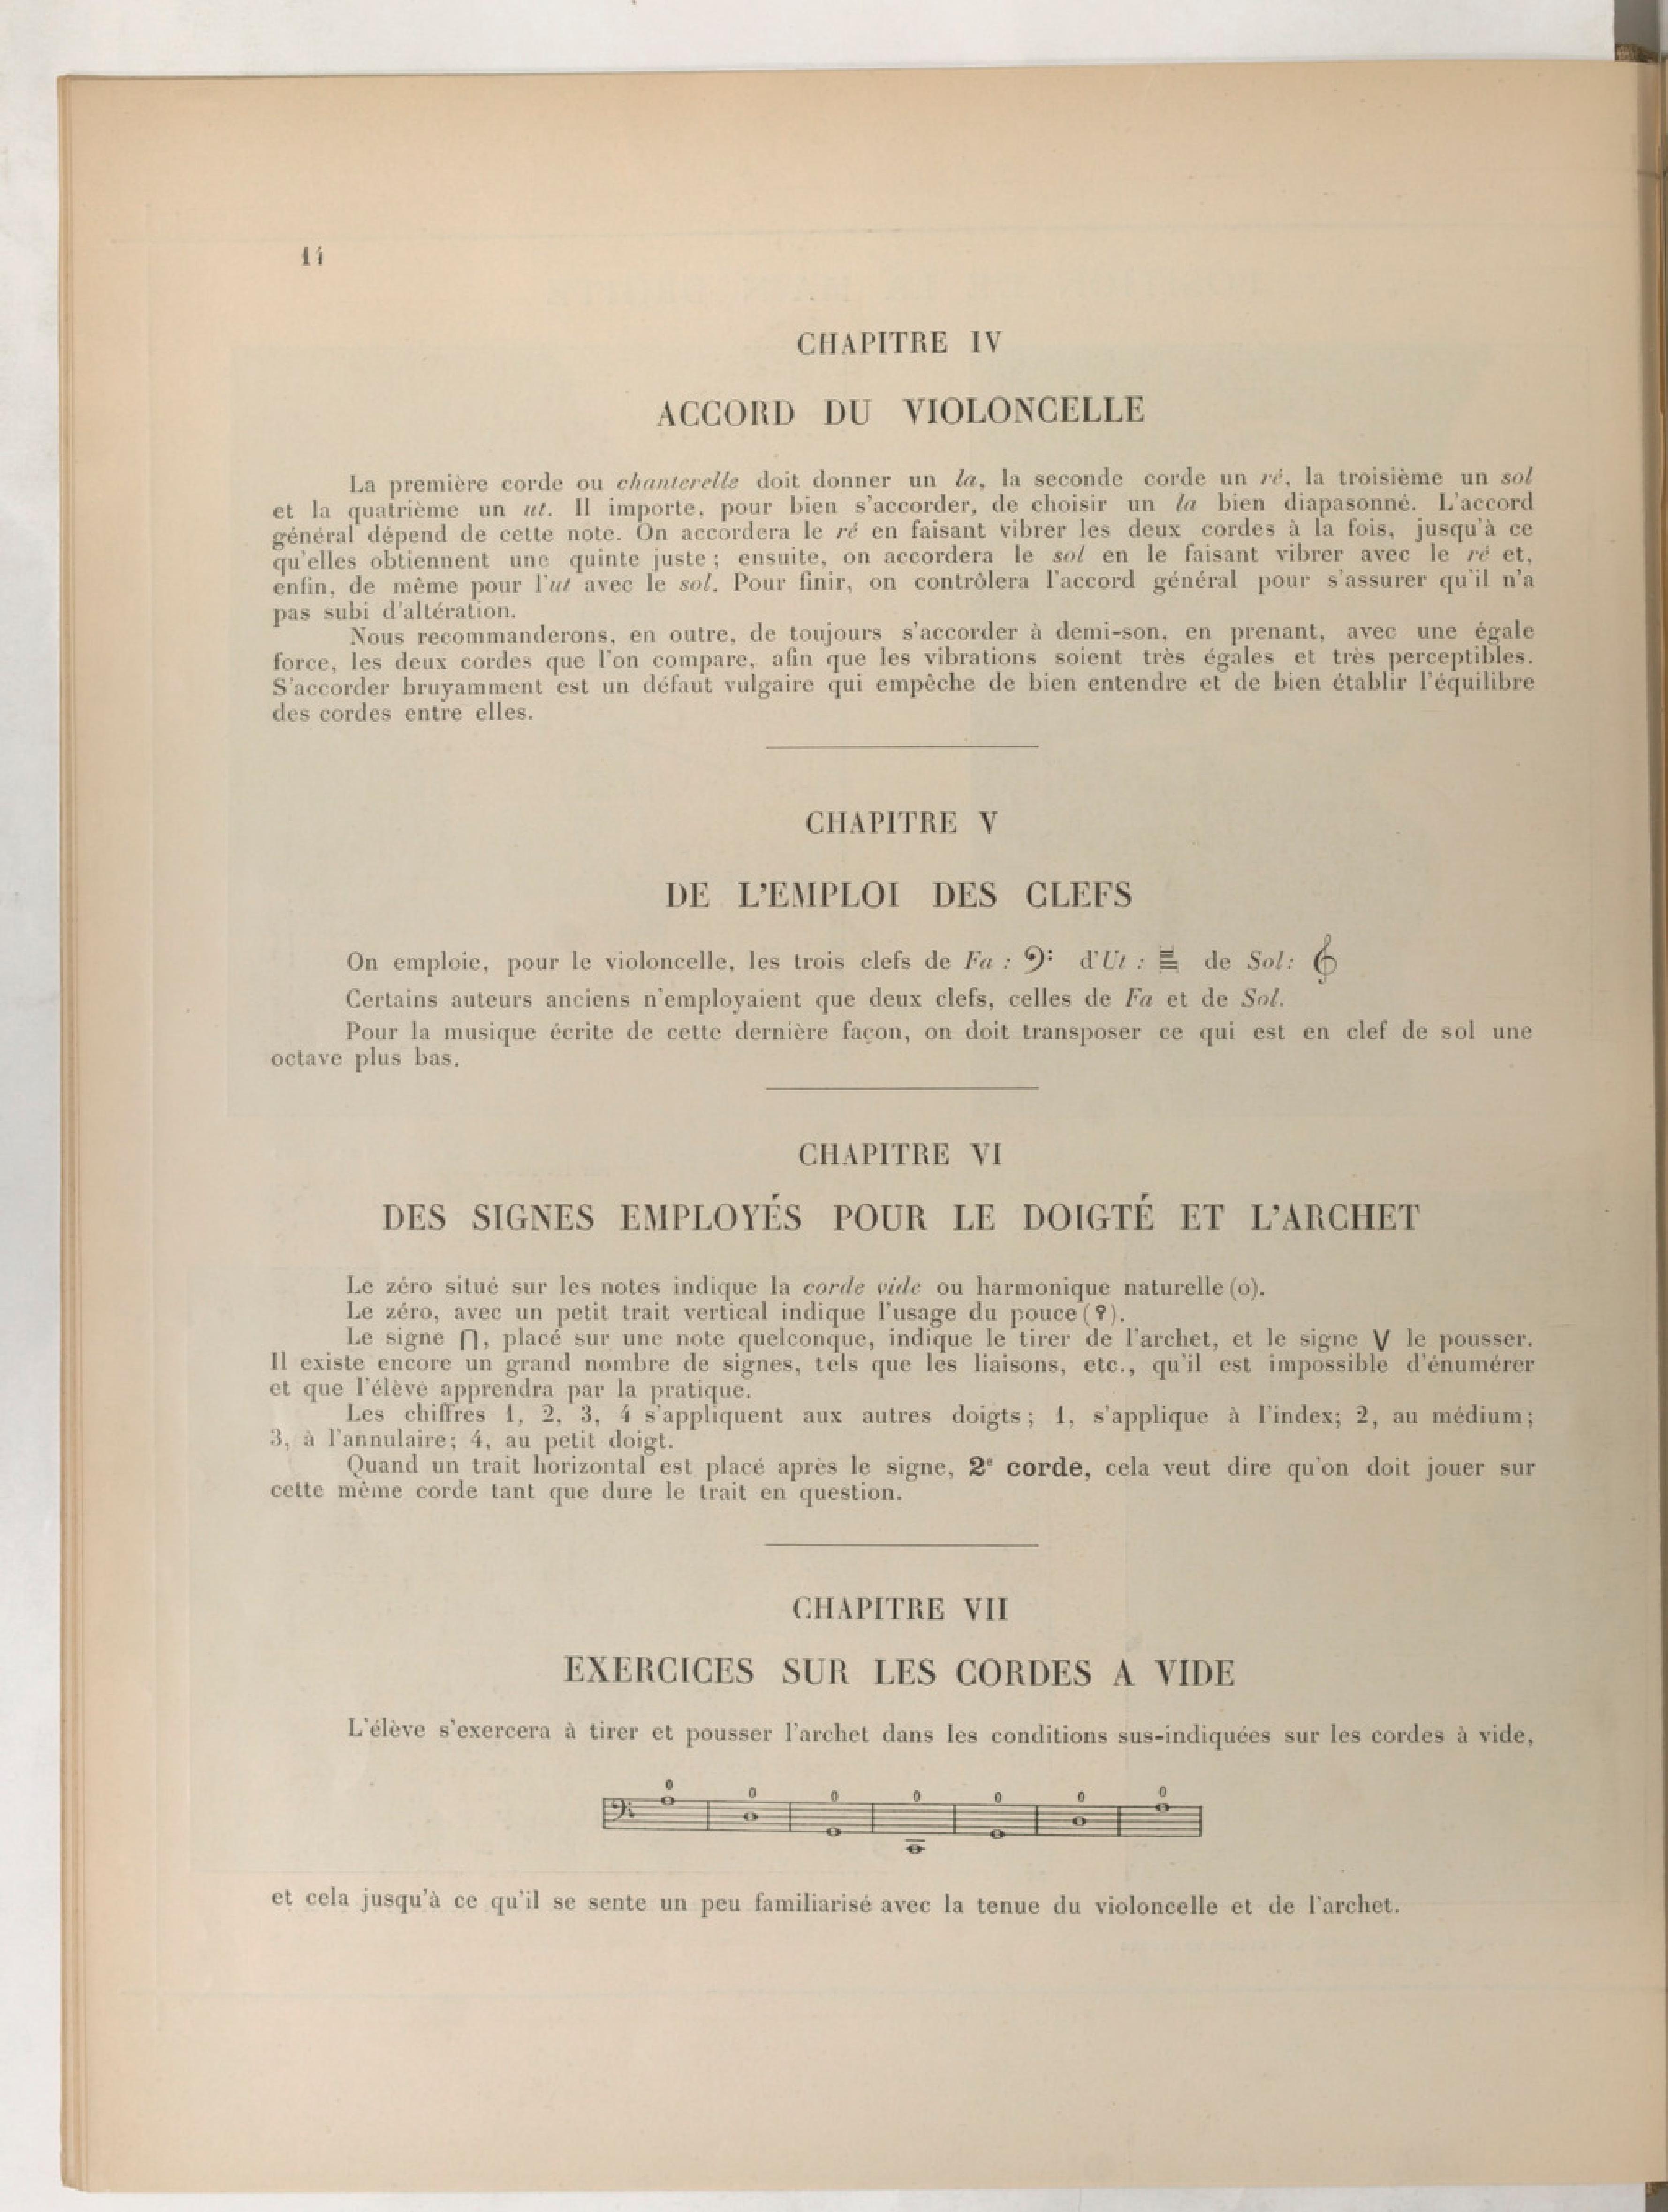 14
CHAPITRE IV
ACCORD DU VIOLONCELLE
La première corde ou chanterelle doit donner un la, la seconde corde un ré, la troisième un sol
et la quatrième un ut. Il importe, pour bien s'accorder, de choisir un la bien diapasonné. L'accord
général dépend de cette note. On accordera le ré en faisant vibrer les deux cordes à la fois, jusqu'à ce
qu'elles obtiennent une quinte juste ; ensuite, on accordera le sol en le faisant vibrer avec le ré et,
enfin, de même pour l'ut avec le sol. Pour finir, on contrôlera l'accord général pour s'assurer qu'il n'a
pas subi d'altération.
Nous recommanderons, en outre, de toujours s'accorder à demi-son, en prenant, avec une égale
force, les deux cordes que l'on compare, afin que les vibrations soient très égales et très perceptibles.
S'accorder bruyamment est un défaut vulgaire qui empêche de bien entendre et de bien établir l'équilibre
des cordes entre elles.
CHAPITRE V
DE L'EMPLOI DES CLEFS
On emploie, pour le violoncelle, les trois clefs de Fa : 𝄢 d'Ut : 𝄡 de Sol: 𝄞
Certains auteurs anciens n'employaient que deux clefs, celles de Fa et de Sol.
Pour la musique écrite de cette dernière façon, on doit transposer ce qui est en clef de sol une
octave plus bas.
CHAPITRE VI
DES SIGNES EMPLOYÉS POUR LE DOIGTÉ ET L'ARCHET
Le zéro situé sur les notes indique la corde vide ou harmonique naturelle (o).
Le zéro, avec un petit trait vertical indique l'usage du pouce (⚲).
Le signe ⊓, placé sur une note quelconque, indique le tirer de l'archet, et le signe V le pousser.
Il existe encore un grand nombre de signes, tels que les liaisons, etc., qu'il est impossible d'énumérer
et que l'élève apprendra par la pratique.
Les chiffres 1, 2, 3, 4 s'appliquent aux autres doigts ; 1, s'applique à l'index; 2, au médium;
3, à l'annulaire; 4, au petit doigt.
Quand un trait horizontal est placé après le signe, 2e corde, cela veut dire qu'on doit jouer sur
cette même corde tant que dure le trait en question.
CHAPITRE VII
EXERCICES SUR LES CORDES A VIDE
L'élève s'exercera à tirer et pousser l'archet dans les conditions sus-indiquées sur les cordes à vide,
0 0 0 0 0 0 0
et cela jusqu'à ce qu'il se sente un peu familiarisé avec la tenue du violoncelle et de l'archet.